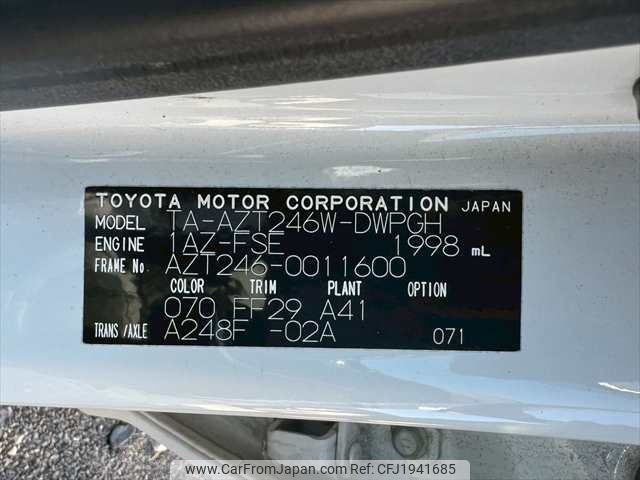 TOYOTA MOTOR CORPORATION JAPAN
MODEL TA-AZT246W-DWPGH
ENGINE 1AZ-FSE 1998 mL
FRAME No AZT246-0011600
COLOR TRIM PLANT OPTION
070 FF29 A41
TRANS/AXLE A248F -02A 071
www.CarFromJapan.com - CFJ1941685